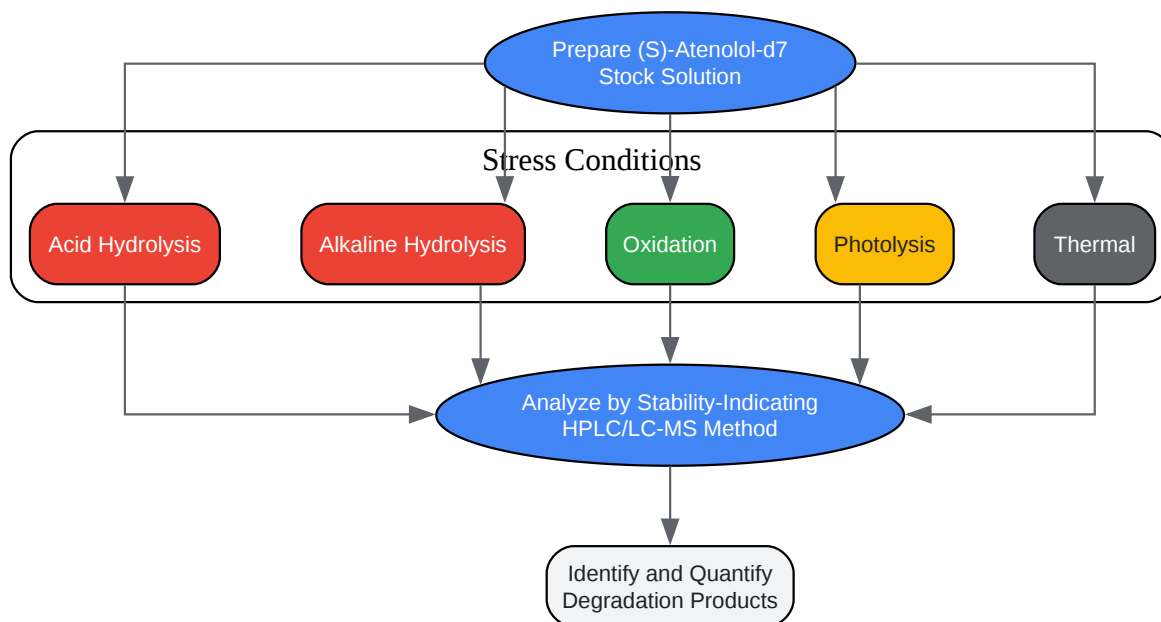 Prepare (S)-Atenolol-d7
Stock Solution
Stress Conditions
Acid Hydrolysis
Alkaline Hydrolysis
Oxidation
Photolysis
Thermal
Analyze by Stability-Indicating
HPLC/LC-MS Method
Identify and Quantify
Degradation Products